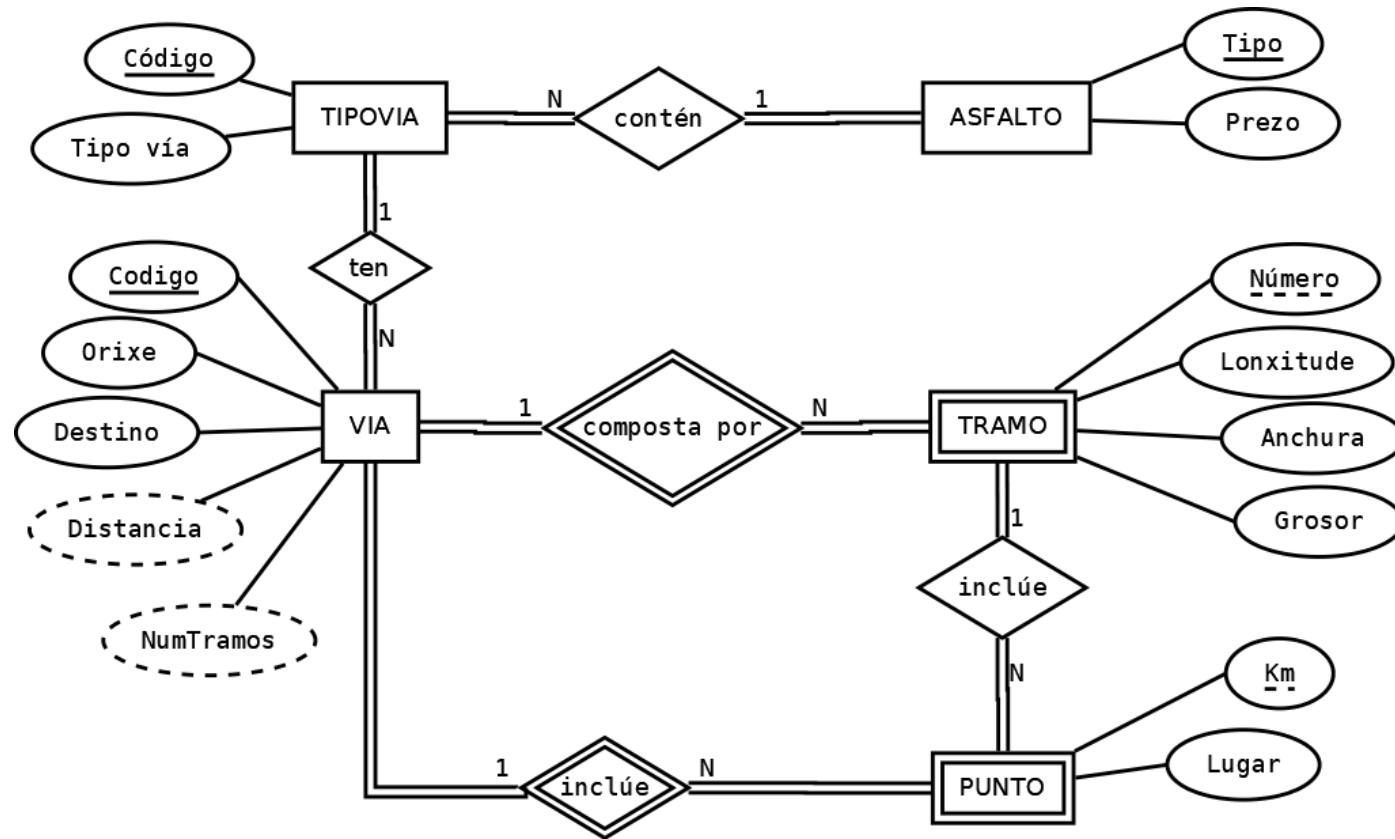 Código
Tipo
TIPOVIA
N
contén
1
ASFALTO
Tipo vía
Prezo
1
ten
N
Codigo
Orixe
Destino
Distancia
NumTramos
VIA
1
composta por
N
TRAMO
Número
Lonxitude
Anchura
Grosor
1
inclúe
N
Km
Lugar
1
inclúe
N
PUNTO